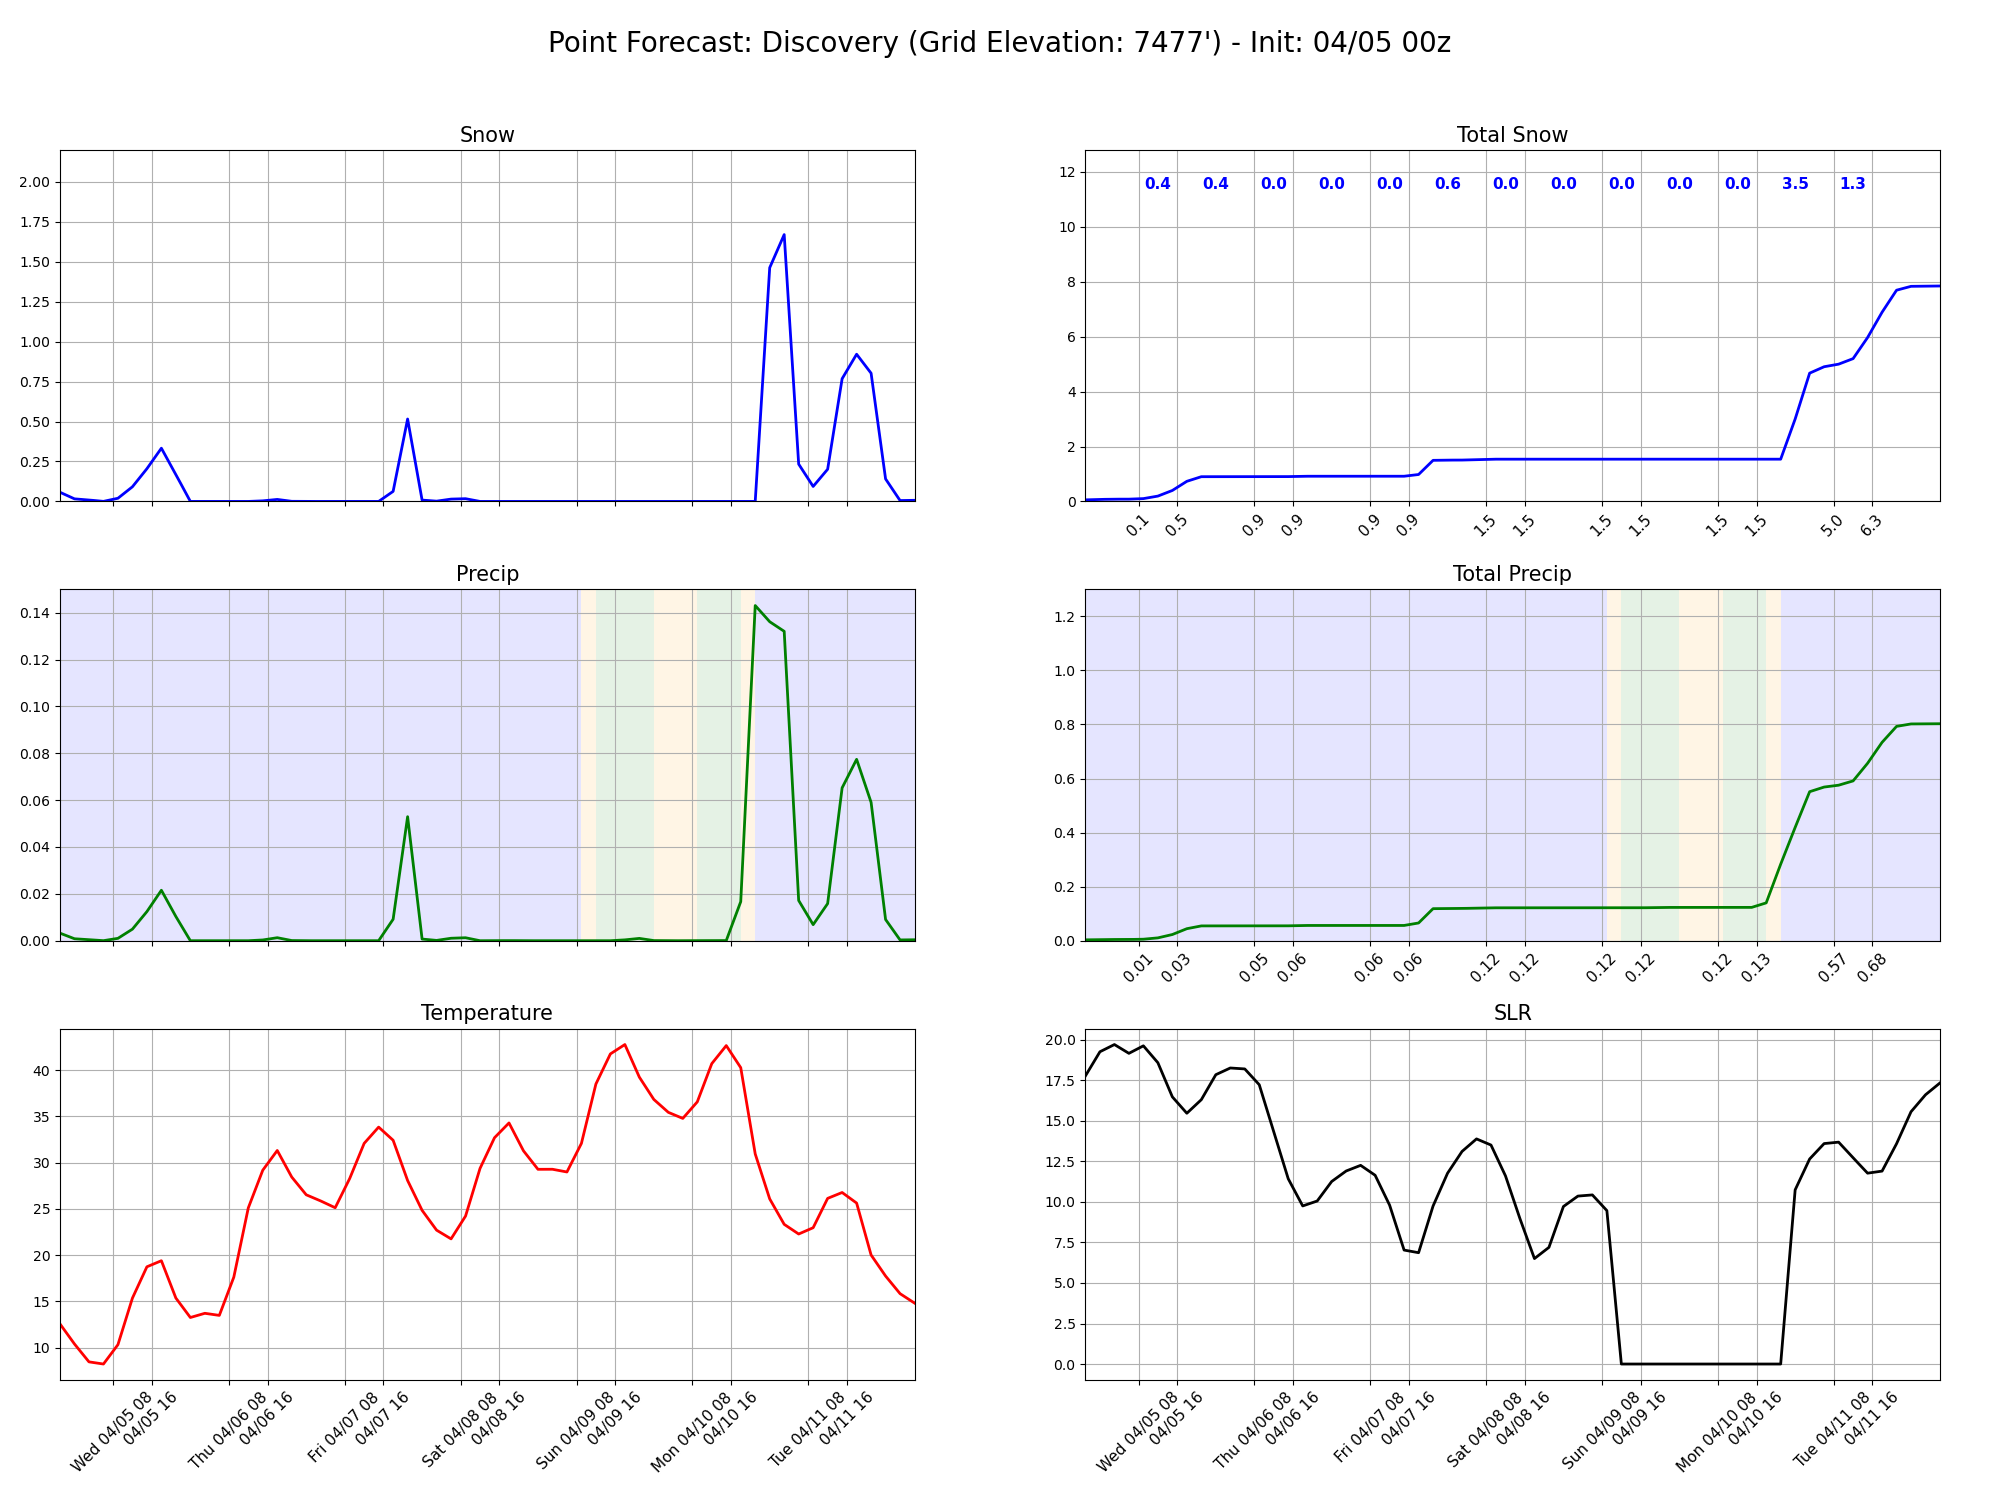 Point Forecast: Discovery (Grid Elevation: 7477') - Init: 04/05 00z
Snow
2.00
1.75
1.50
1.25
1.00
0.75
0.50
0.25
0.00
Total Snow
12
10
8
6
4
2
0
0.4 0.4 0.0 0.0 0.0 0.6 0.0 0.0 0.0 0.0 0.0 3.5 1.3
0.1 0.5 0.9 0.9 0.9 0.9 1.5 1.5 1.5 1.5 1.5 1.5 5.0 6.3
Precip
0.14
0.12
0.10
0.08
0.06
0.04
0.02
0.00
Total Precip
1.2
1.0
0.8
0.6
0.4
0.2
0.0
0.01 0.03 0.05 0.06 0.06 0.06 0.12 0.12 0.12 0.12 0.12 0.13 0.57 0.68
Temperature
40
35
30
25
20
15
10
Wed 04/05 08
04/05 16
Thu 04/06 08
04/06 16
Fri 04/07 08
04/07 16
Sat 04/08 08
04/08 16
Sun 04/09 08
04/09 16
Mon 04/10 08
04/10 16
Tue 04/11 08
04/11 16
SLR
20.0
17.5
15.0
12.5
10.0
7.5
5.0
2.5
0.0
Wed 04/05 08
04/05 16
Thu 04/06 08
04/06 16
Fri 04/07 08
04/07 16
Sat 04/08 08
04/08 16
Sun 04/09 08
04/09 16
Mon 04/10 08
04/10 16
Tue 04/11 08
04/11 16